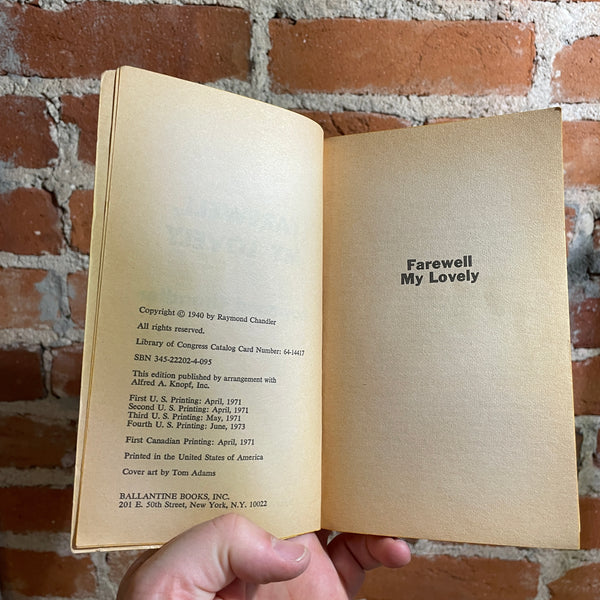 Copyright © 1940 by Raymond Chandler
All rights reserved.
Library of Congress Catalog Card Number: 64-14417
SBN 345-22202-4-095
This edition published by arrangement with
Alfred A. Knopf, Inc.
First U. S. Printing: April, 1971
Second U. S. Printing: April, 1971
Third U. S. Printing: May, 1971
Fourth U. S. Printing: June, 1973
First Canadian Printing: April, 1971
Printed in the United States of America
Cover art by Tom Adams
BALLANTINE BOOKS, INC.
201 E. 50th Street, New York, N.Y. 10022
Farewell
My Lovely